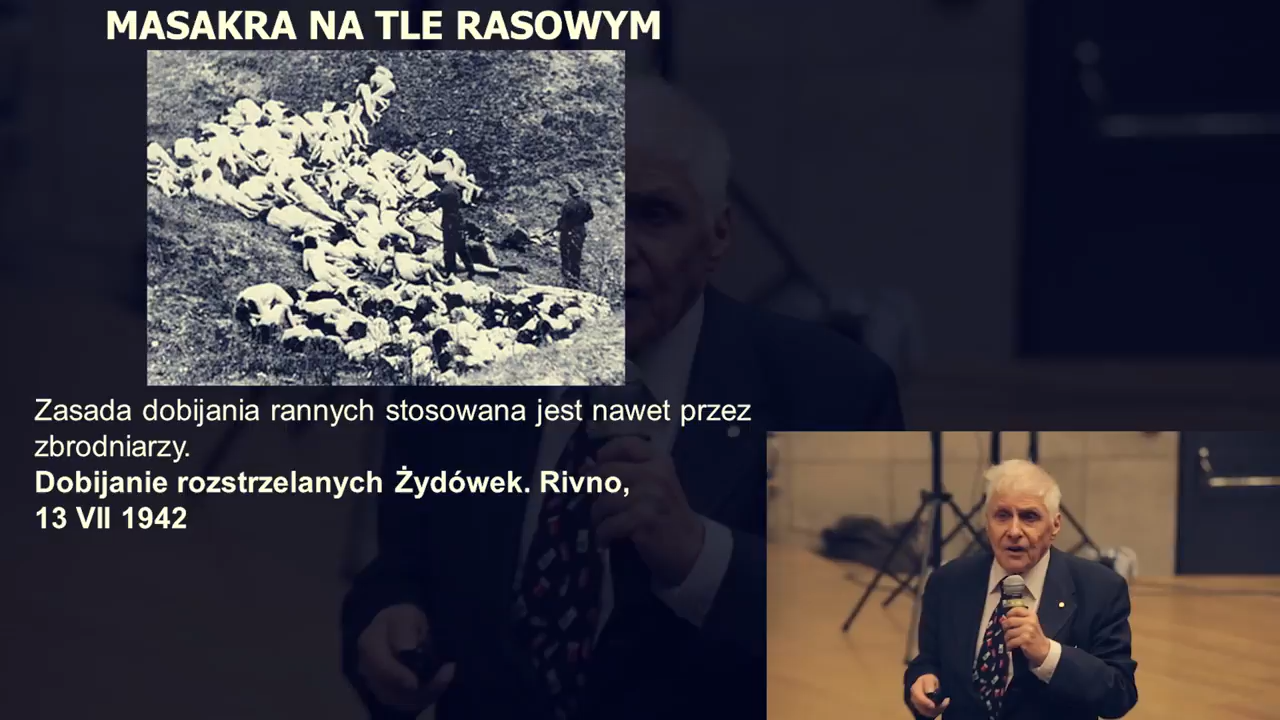 MASAKRA NA TLE RASOWYM
Zasada dobijania rannych stosowana jest nawet przez
zbrodniarzy.
Dobijanie rozstrzelanych Żydówek. Rivno,
13 VII 1942